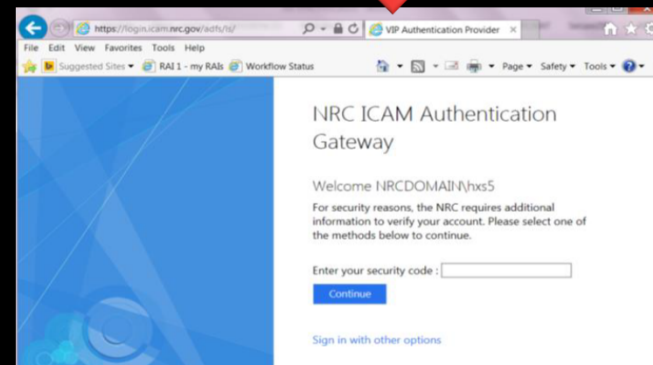 https://login.icam.nrc.gov/adfs/ls/
VIP Authentication Provider
File Edit View Favorites Tools Help
Suggested Sites RAI 1 - my RAIs Workflow Status
Page Safety Tools
NRC ICAM Authentication
Gateway
Welcome NRCDOMAIN\hxs5
For security reasons, the NRC requires additional
information to verify your account. Please select one of
the methods below to continue.
Enter your security code :
Continue
Sign in with other options